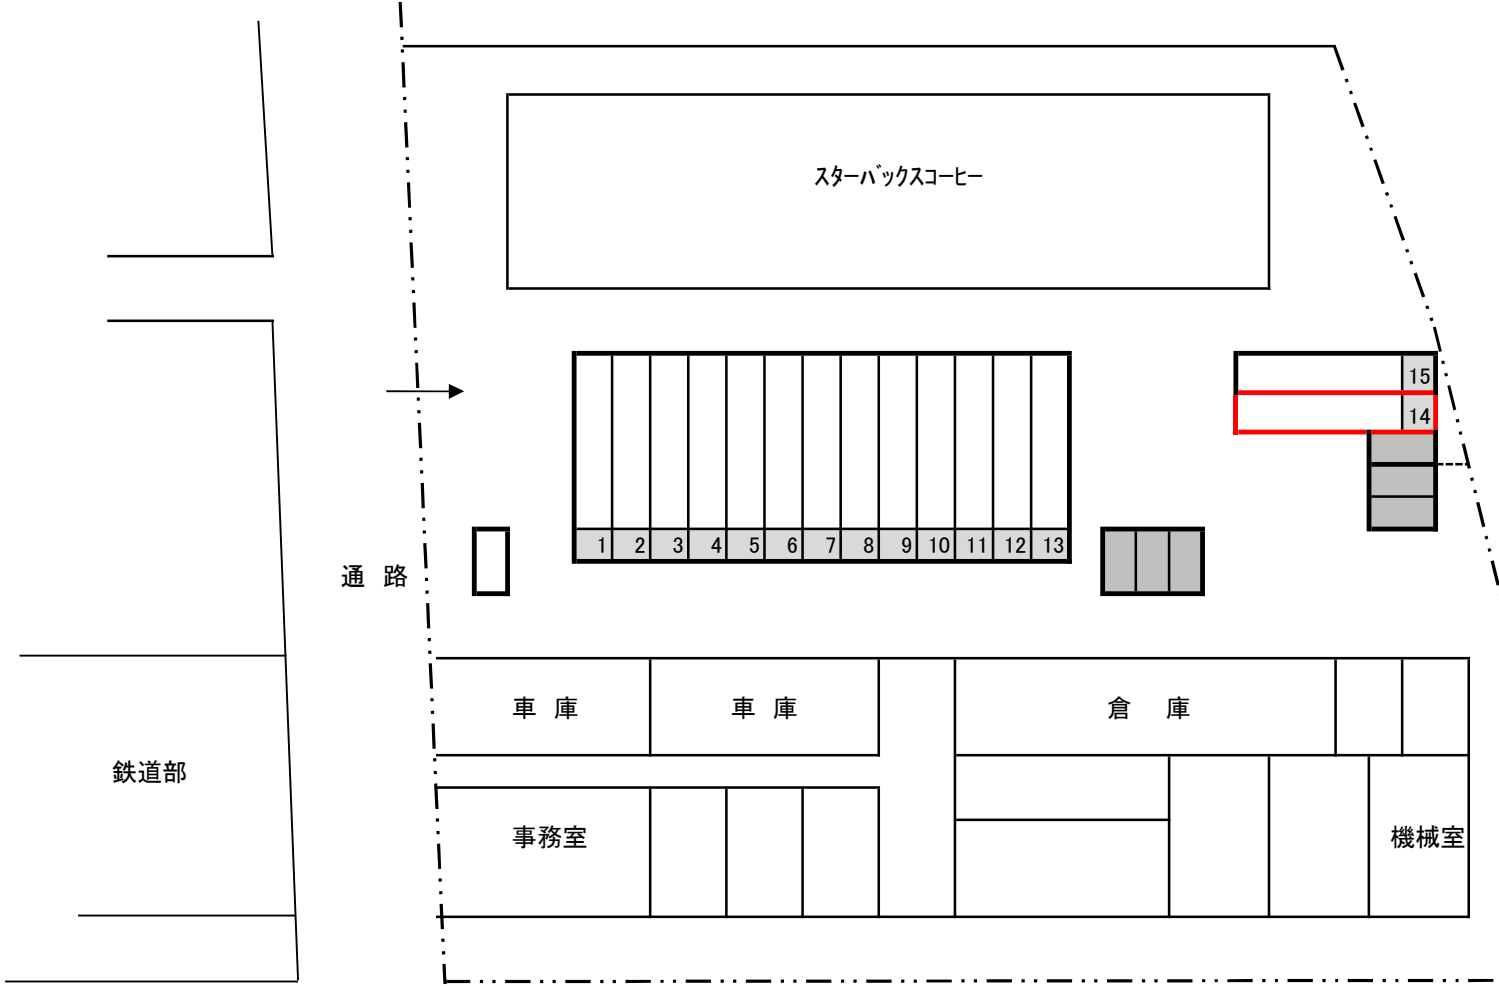 スターバックスコーヒー
15
14
1 2 3 4 5 6 7 8 9 10 11 12 13
通 路
車 庫 車 庫 倉 庫
鉄道部
事務室 機械室